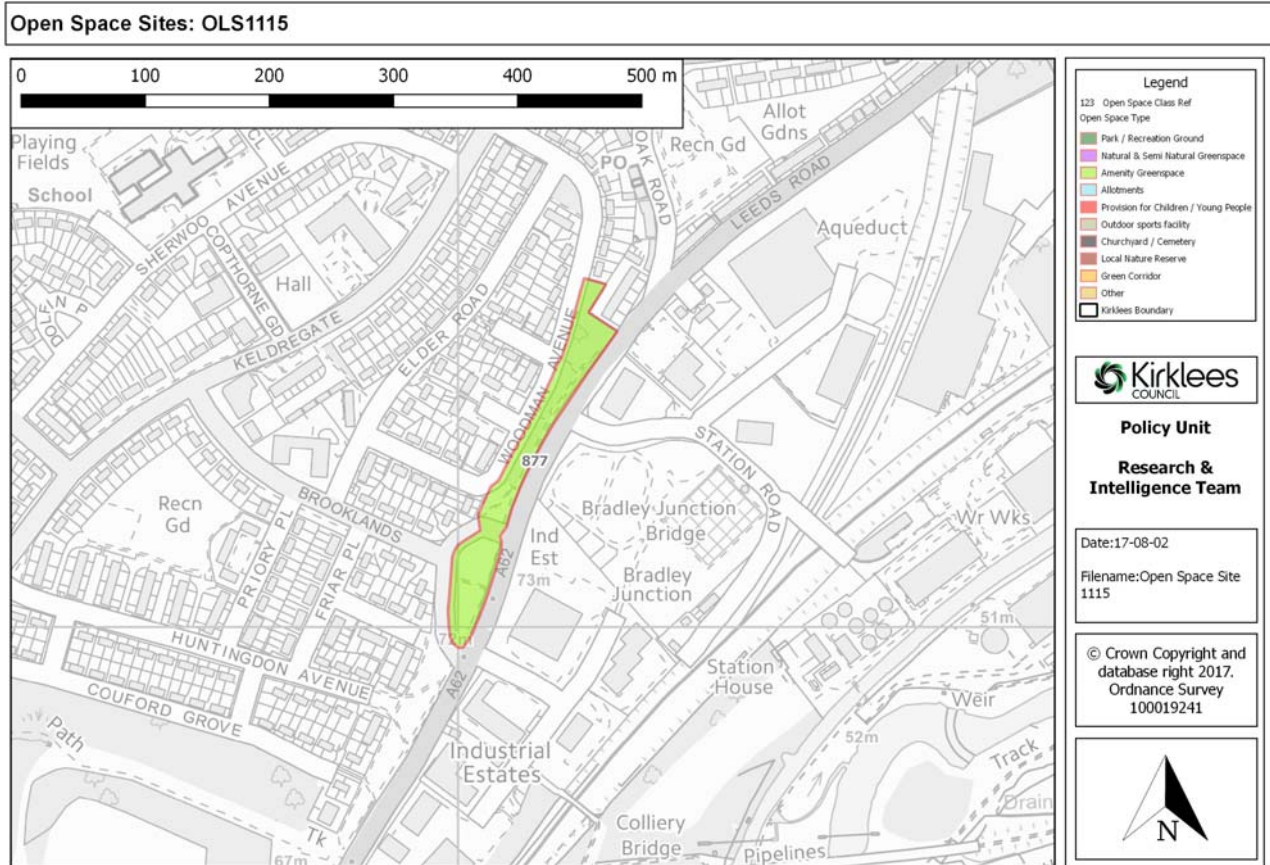 Open Space Sites: OLS1115
0 100 200 300 400 500 m
Playing
Fields
School
SHERWOO AVENUE
CL
COPTHORNE GD
DOLF IN P
Hall
KELDREGATE
ELDER ROAD
PO
OAK ROAD
Recn Gd
Allot
Gdns
LEEDS ROAD
Aqueduct
WOODMAN AVENUE
877
STATION ROAD
Recn
Gd
BROOKLANDS
PRIORY PL
FRIAR PL
Ind
Est
A62
73m
Bradley Junction
Bridge
Bradley
Junction
Wr Wks
51m
HUNTINGDON AVENUE
COUFORD GROVE
72m
A62
Station
House
Weir
52m
Path
Industrial
Estates
Track
Drain
Tk
67m
Colliery
Bridge
Pipelines
Legend
123 Open Space Class Ref
Open Space Type
Park / Recreation Ground
Natural & Semi Natural Greenspace
Amenity Greenspace
Allotments
Provision for Children / Young People
Outdoor sports facility
Churchyard / Cemetery
Local Nature Reserve
Green Corridor
Other
Kirklees Boundary
Kirklees
COUNCIL
Policy Unit
Research &
Intelligence Team
Date:17-08-02
Filename:Open Space Site
1115
© Crown Copyright and
database right 2017.
Ordnance Survey
100019241
N